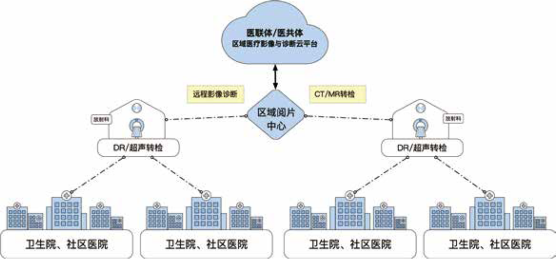 医联体/医共体
区域医疗影像与诊断云平台
远程影像诊断
CT/MR转检
区域阅片
中心
放射科
放射科
DR/超声转检
DR/超声转检
卫生院、社区医院
卫生院、社区医院
卫生院、社区医院
卫生院、社区医院